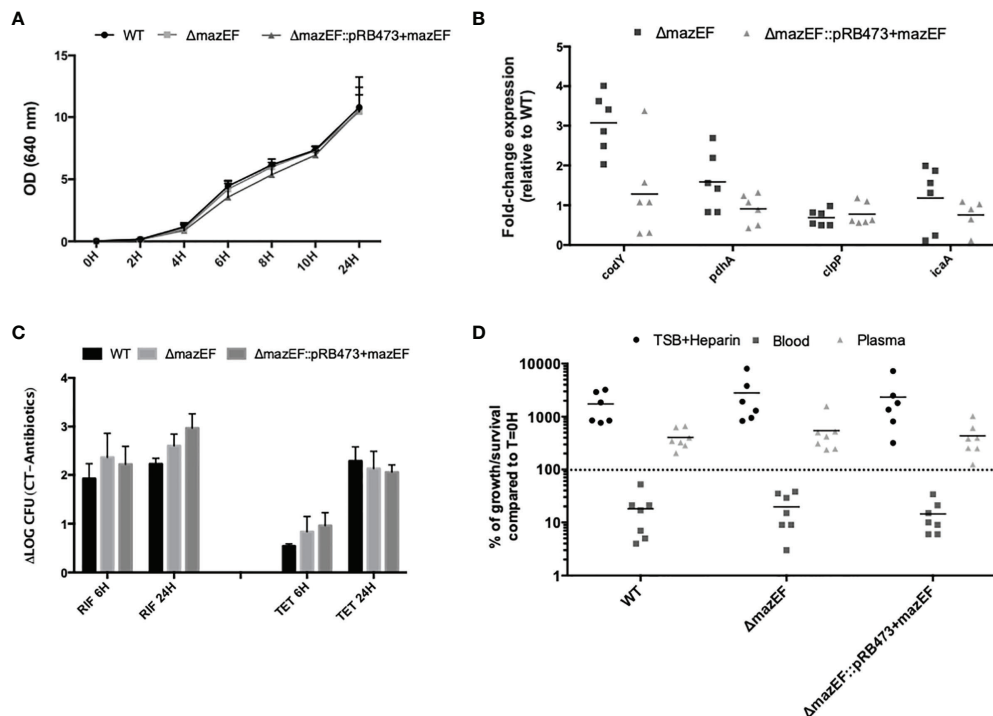 A
WT ΔmazEF ΔmazEF::pRB473+mazEF
OD (640 nm)
15
10
5
0
0H 2H 4H 6H 8H 10H 24H
B
ΔmazEF ΔmazEF::pRB473+mazEF
Fold-change expression
(relative to WT)
5
4
3
2
1
0
codY pdhA clpP icaA
C
WT ΔmazEF ΔmazEF::pRB473+mazEF
ΔLOG CFU (CT-Antibiotics)
4
3
2
1
0
RIF 6H RIF 24H TET 6H TET 24H
D
TSB+Heparin Blood Plasma
% of growth/survival
compared to T=0H
10000
1000
100
10
1
WT ΔmazEF ΔmazEF::pRB473+mazEF